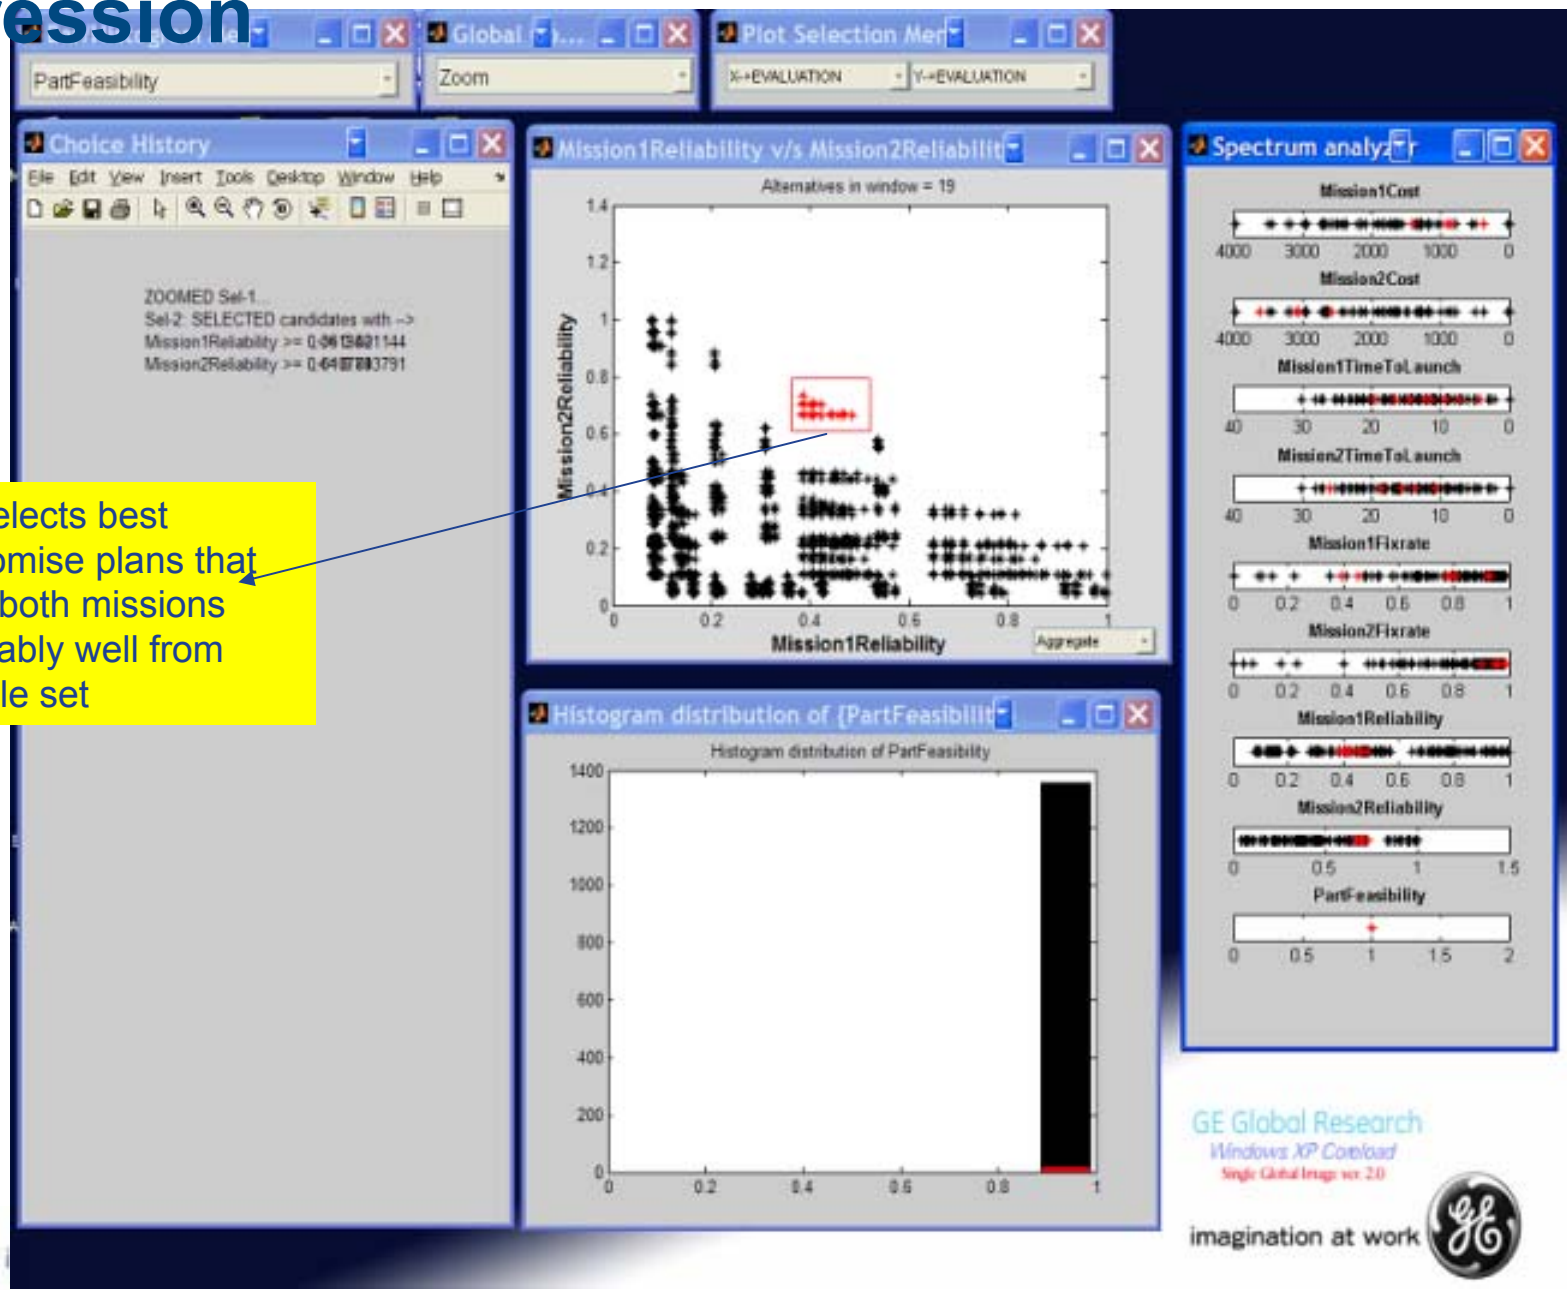 ession
Global
Plot Selection Men
PartFeasibility
Zoom
X->EVALUATION
Y->EVALUATION
Choice History
File Edit View Insert Tools Desktop Window Help
ZOOMED Sel-1...
Sel-2: SELECTED candidates with -->
Mission1Reliability >=
Mission2Reliability >=
elects best
omise plans that
both missions
ably well from
le set
Mission1Reliability v/s Mission2Reliabilit
Alternatives in window = 19
1.4
1.2
1
0.8
0.6
0.4
0.2
0
Mission2Reliability
0 0.2 0.4 0.6 0.8 1
Mission1Reliability
Aggregate
Histogram distribution of {PartFeasibilit
Histogram distribution of PartFeasibility
1400
1200
1000
800
600
400
200
0
0 0.2 0.4 0.6 0.8 1
Spectrum analyz r
Mission1Cost
4000 3000 2000 1000 0
Mission2Cost
4000 3000 2000 1000 0
Mission1TimeToLaunch
40 30 20 10 0
Mission2TimeToLaunch
40 30 20 10 0
Mission1Fixrate
0 0.2 0.4 0.6 0.8 1
Mission2Fixrate
0 0.2 0.4 0.6 0.8 1
Mission1Reliability
0 0.2 0.4 0.6 0.8 1
Mission2Reliability
0 0.5 1 1.5
PartFeasibility
0 0.5 1 1.5 2
GE Global Research
Windows XP Coreload
Single Global Image ver. 2.0
imagination at work
GE